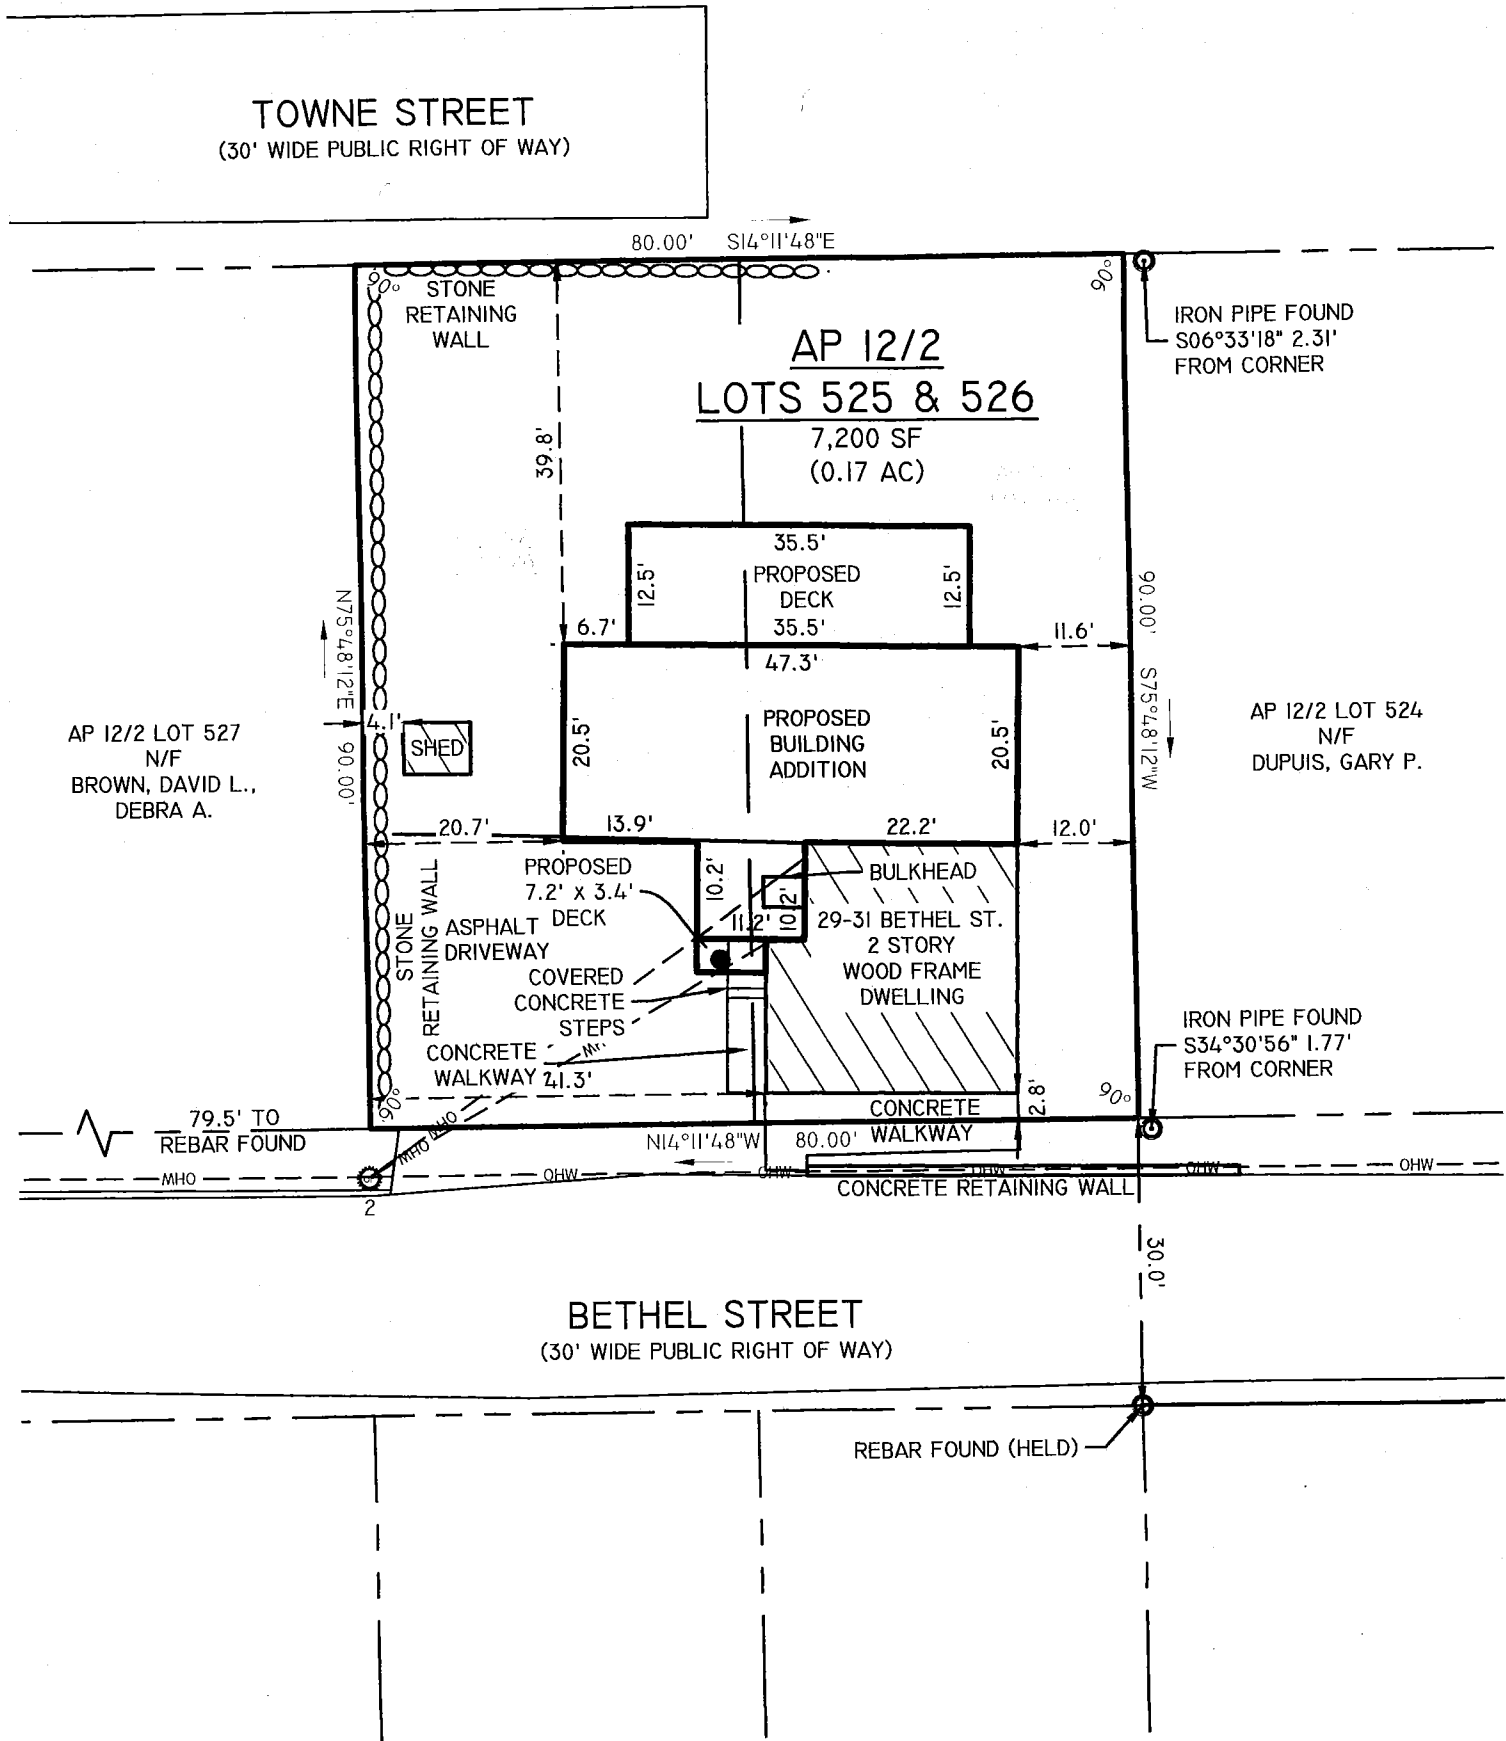 TOWNE STREET
(30' WIDE PUBLIC RIGHT OF WAY)
80.00' S14°11'48"E
90°
90°
STONE
RETAINING
WALL
IRON PIPE FOUND
S06°33'18" 2.31'
FROM CORNER
AP 12/2
LOTS 525 & 526
7,200 SF
(0.17 AC)
39.8'
35.5'
12.5'
PROPOSED
DECK
12.5'
35.5'
6.7'
11.6'
47.3'
N75°48'12"E 90.00'
90.00' S75°48'12"W
4.1'
SHED
20.5'
PROPOSED
BUILDING
ADDITION
20.5'
AP 12/2 LOT 527
N/F
BROWN, DAVID L.,
DEBRA A.
AP 12/2 LOT 524
N/F
DUPUIS, GARY P.
20.7'
13.9'
22.2'
12.0'
PROPOSED
7.2' X 3.4'
DECK
10.2'
10.2'
11.2'
BULKHEAD
STONE
RETAINING WALL
ASPHALT
DRIVEWAY
29-31 BETHEL ST.
2 STORY
WOOD FRAME
DWELLING
COVERED
CONCRETE
STEPS
CONCRETE
WALKWAY
41.3'
IRON PIPE FOUND
S34°30'56" 1.77'
FROM CORNER
90°
90°
2.8'
CONCRETE
WALKWAY
79.5' TO
REBAR FOUND
N14°11'48"W 80.00'
OHW
OHW
OHW
OHW
OHW
OHW
OHW
OHW
2
CONCRETE RETAINING WALL
30.0'
BETHEL STREET
(30' WIDE PUBLIC RIGHT OF WAY)
REBAR FOUND (HELD)